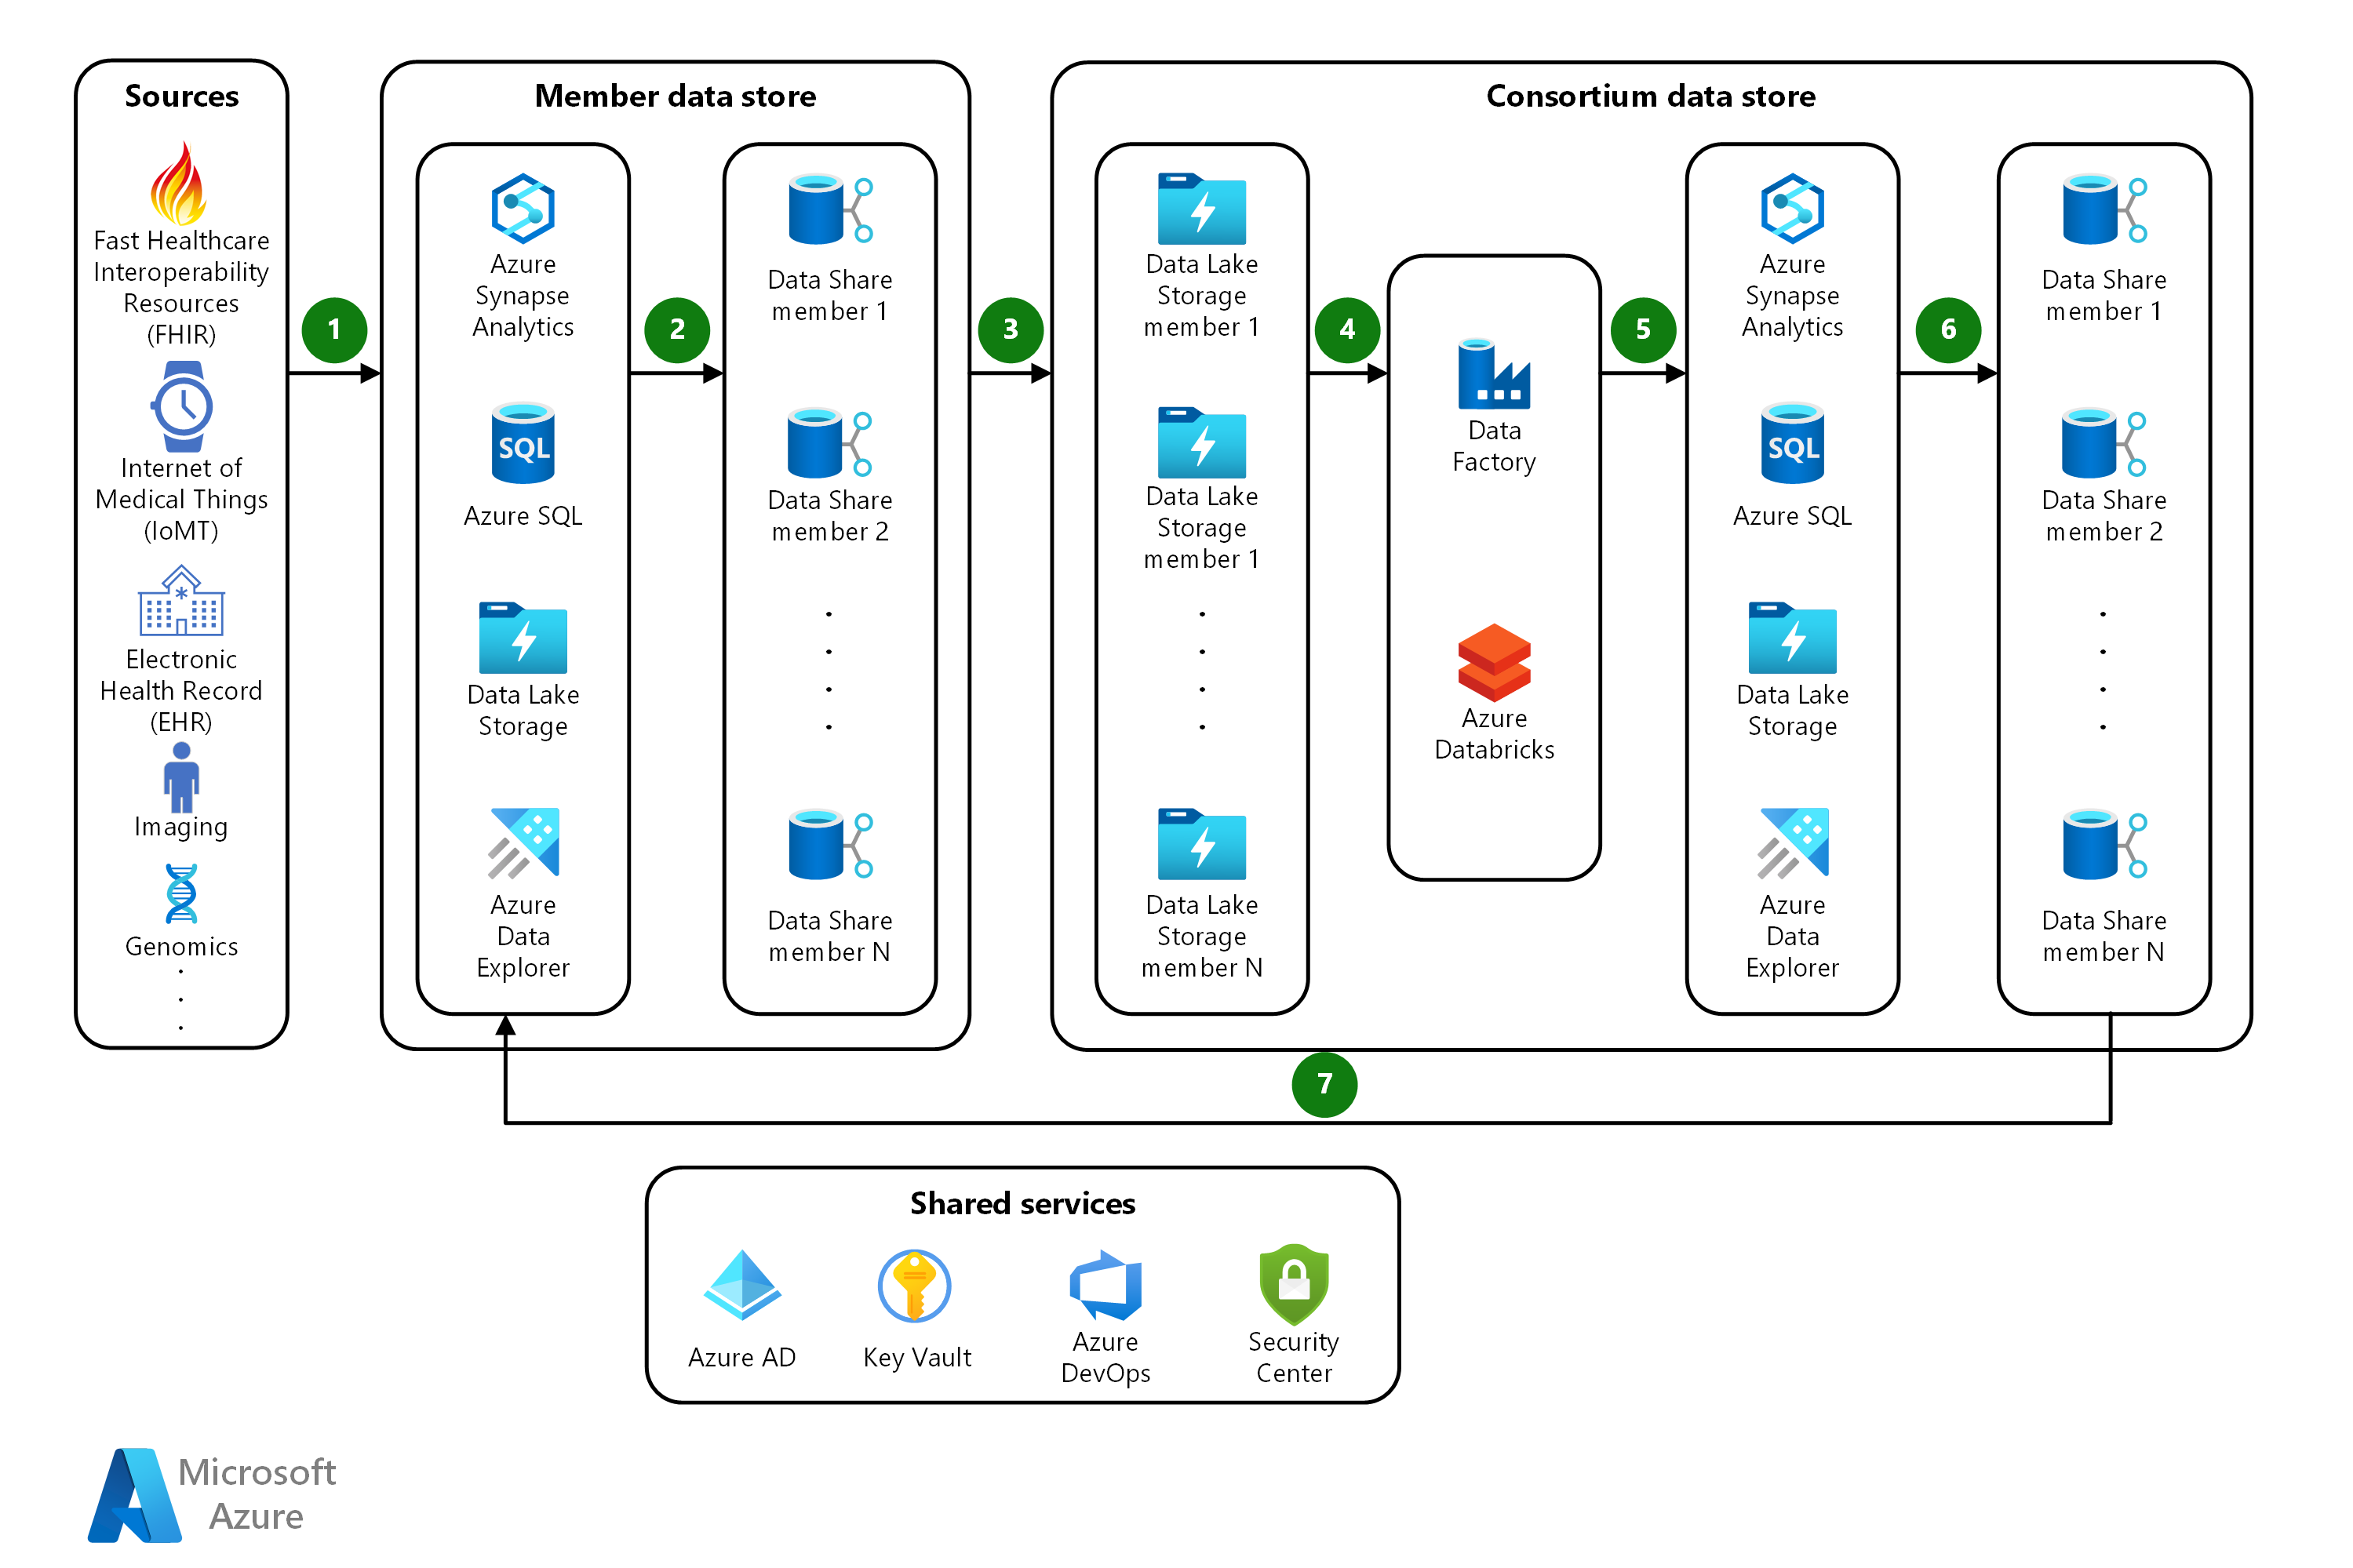 Sources
Fast Healthcare
Interoperability
Resources
(FHIR)
Internet of
Medical Things
(IoMT)
Electronic
Health Record
(EHR)
Imaging
Genomics
1
Member data store
Azure
Synapse
Analytics
SQL
Azure SQL
Data Lake
Storage
Azure
Data
Explorer
2
Data Share
member 1
Data Share
member 2
Data Share
member N
3
Consortium data store
Data Lake
Storage
member 1
Data Lake
Storage
member 1
Data Lake
Storage
member N
4
Data
Factory
Azure
Databricks
5
Azure
Synapse
Analytics
SQL
Azure SQL
Data Lake
Storage
Azure
Data
Explorer
6
Data Share
member 1
Data Share
member 2
Data Share
member N
7
Shared services
Azure AD
Key Vault
Azure
DevOps
Security
Center
Microsoft
Azure